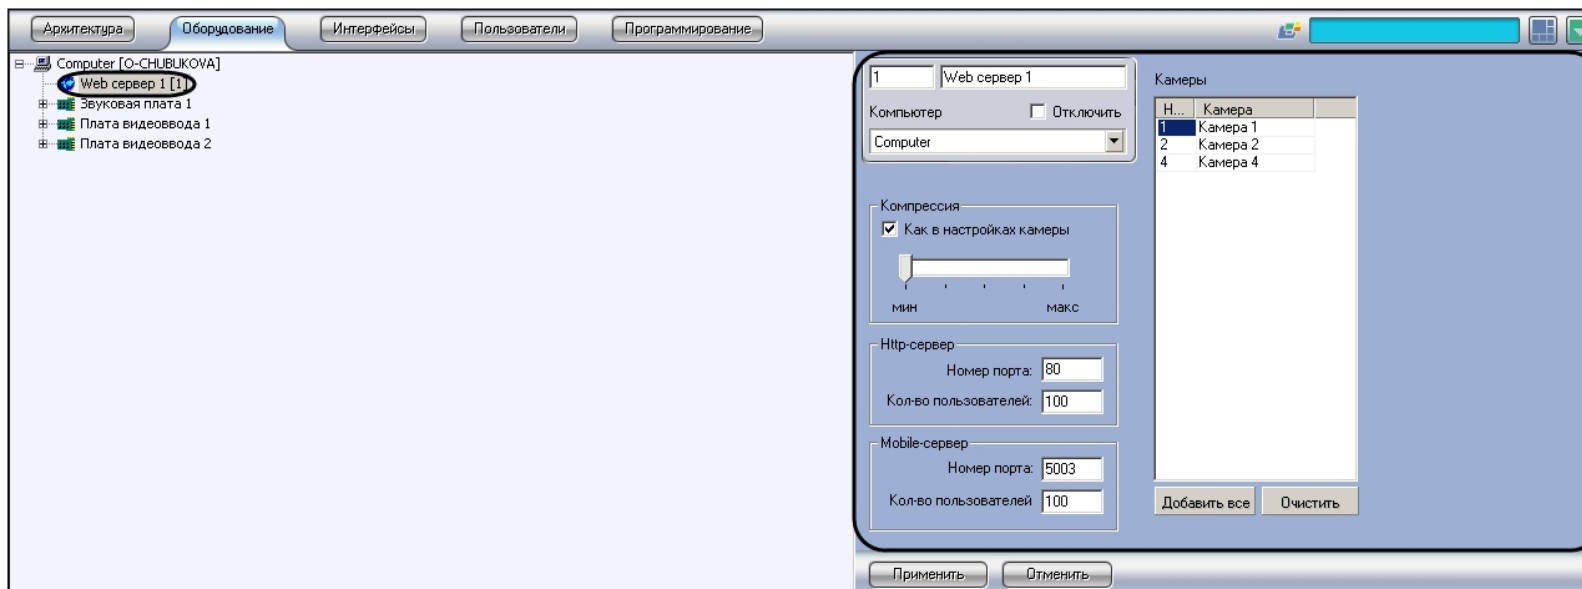 Архитектура Оборудование Интерфейсы Пользователи Программирование
Computer [O-CHUBUKOVA]
Web сервер 1 [1]
Звуковая плата 1
Плата видеоввода 1
Плата видеоввода 2
1 Web сервер 1
Компьютер Отключить
Computer
Компрессия
Как в настройках камеры
мин макс
Http-сервер
Номер порта: 80
Кол-во пользователей: 100
Mobile-сервер
Номер порта: 5003
Кол-во пользователей 100
Камеры
Н... Камера
1 Камера 1
2 Камера 2
4 Камера 4
Добавить все Очистить
Применить Отменить